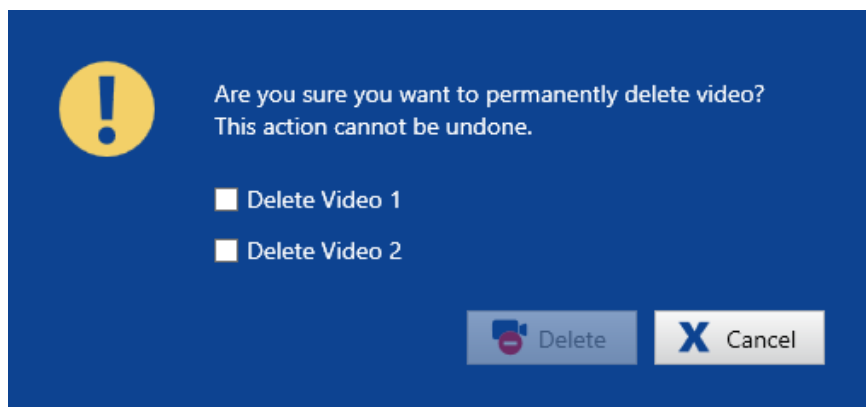 Are you sure you want to permanently delete video?
This action cannot be undone.
Delete Video 1
Delete Video 2
Delete
Cancel